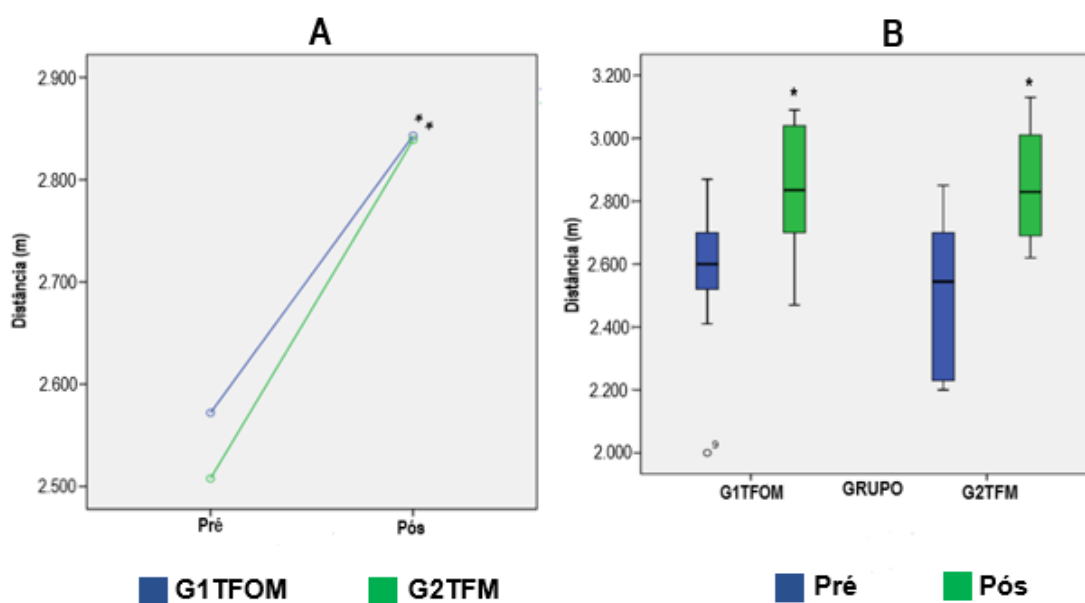 A
Distância (m)
2.900
2.800
2.700
2.600
2.500
* *
Pré
Pós
G1TFOM
G2TFM
B
Distância (m)
3.200
3.000
2.800
2.600
2.400
2.200
2.000
*
*
9
G1TFOM
GRUPO
G2TFM
Pré
Pós